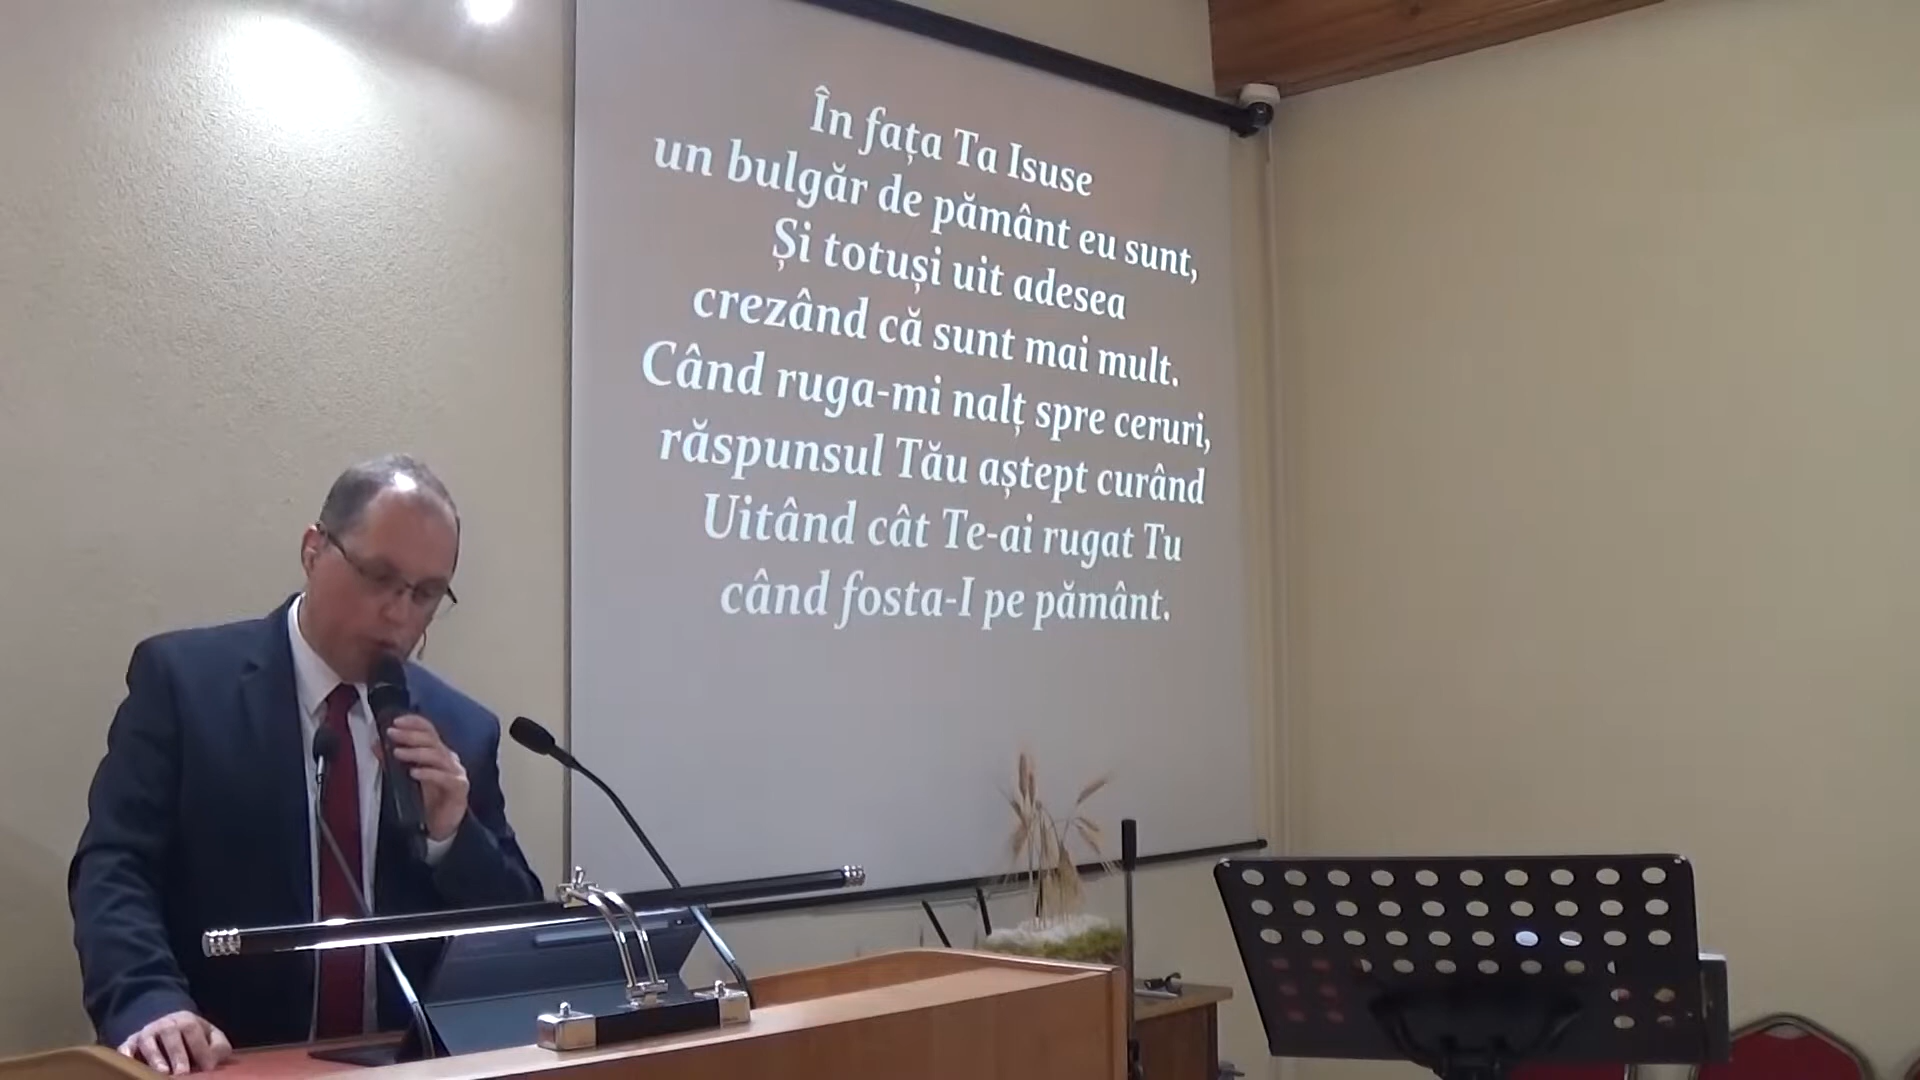 În fața Ta Isuse
un bulgăr de pământ eu sunt,
Și totuși uit adesea
crezând că sunt mai mult.
Când ruga-mi nalț spre ceruri,
răspunsul Tău aștept curând
Uitând cât Te-ai rugat Tu
când fosta-I pe pământ.